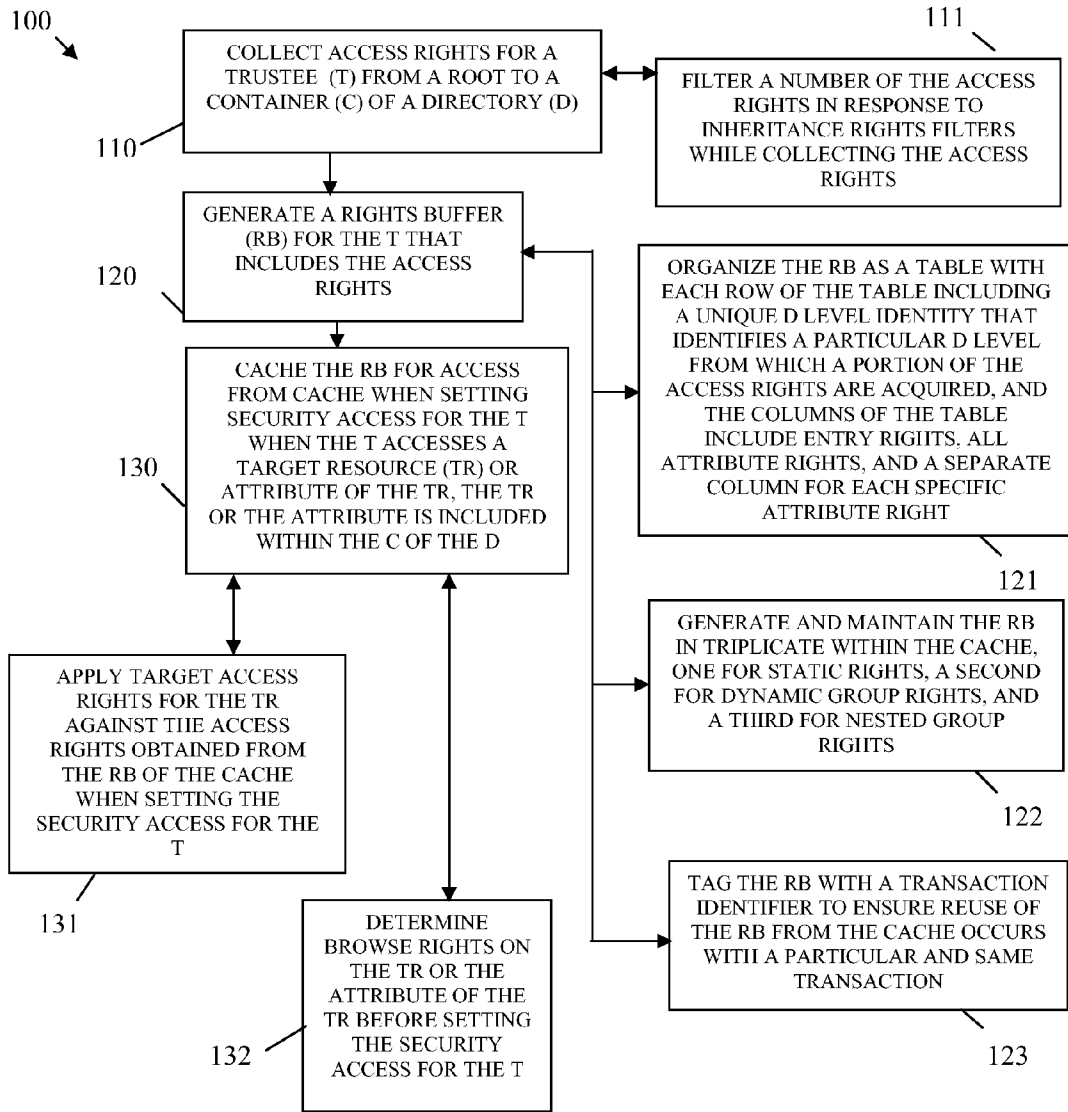 100
COLLECT ACCESS RIGHTS FOR A
TRUSTEE (T) FROM A ROOT TO A
CONTAINER (C) OF A DIRECTORY (D)
110
111
FILTER A NUMBER OF THE ACCESS
RIGHTS IN RESPONSE TO
INHERITANCE RIGHTS FILTERS
WHILE COLLECTING THE ACCESS
RIGHTS
GENERATE A RIGHTS BUFFER
(RB) FOR THE T THAT
INCLUDES THE ACCESS
RIGHTS
120
ORGANIZE THE RB AS A TABLE WITH
EACH ROW OF THE TABLE INCLUDING
A UNIQUE D LEVEL IDENTITY THAT
IDENTIFIES A PARTICULAR D LEVEL
FROM WHICH A PORTION OF THE
ACCESS RIGHTS ARE ACQUIRED, AND
THE COLUMNS OF THE TABLE
INCLUDE ENTRY RIGHTS, ALL
ATTRIBUTE RIGHTS, AND A SEPARATE
COLUMN FOR EACH SPECIFIC
ATTRIBUTE RIGHT
121
CACHE THE RB FOR ACCESS
FROM CACHE WHEN SETTING
SECURITY ACCESS FOR THE T
WHEN THE T ACCESSES A
TARGET RESOURCE (TR) OR
ATTRIBUTE OF THE TR, THE TR
OR THE ATTRIBUTE IS INCLUDED
WITHIN THE C OF THE D
130
GENERATE AND MAINTAIN THE RB
IN TRIPLICATE WITHIN THE CACHE,
ONE FOR STATIC RIGHTS, A SECOND
FOR DYNAMIC GROUP RIGHTS, AND
A THIRD FOR NESTED GROUP
RIGHTS
122
APPLY TARGET ACCESS
RIGHTS FOR THE TR
AGAINST THE ACCESS
RIGHTS OBTAINED FROM
THE RB OF THE CACHE
WHEN SETTING THE
SECURITY ACCESS FOR THE
T
131
TAG THE RB WITH A TRANSACTION
IDENTIFIER TO ENSURE REUSE OF
THE RB FROM THE CACHE OCCURS
WITH A PARTICULAR AND SAME
TRANSACTION
123
DETERMINE
BROWSE RIGHTS ON
THE TR OR THE
ATTRIBUTE OF THE
TR BEFORE SETTING
THE SECURITY
ACCESS FOR THE T
132